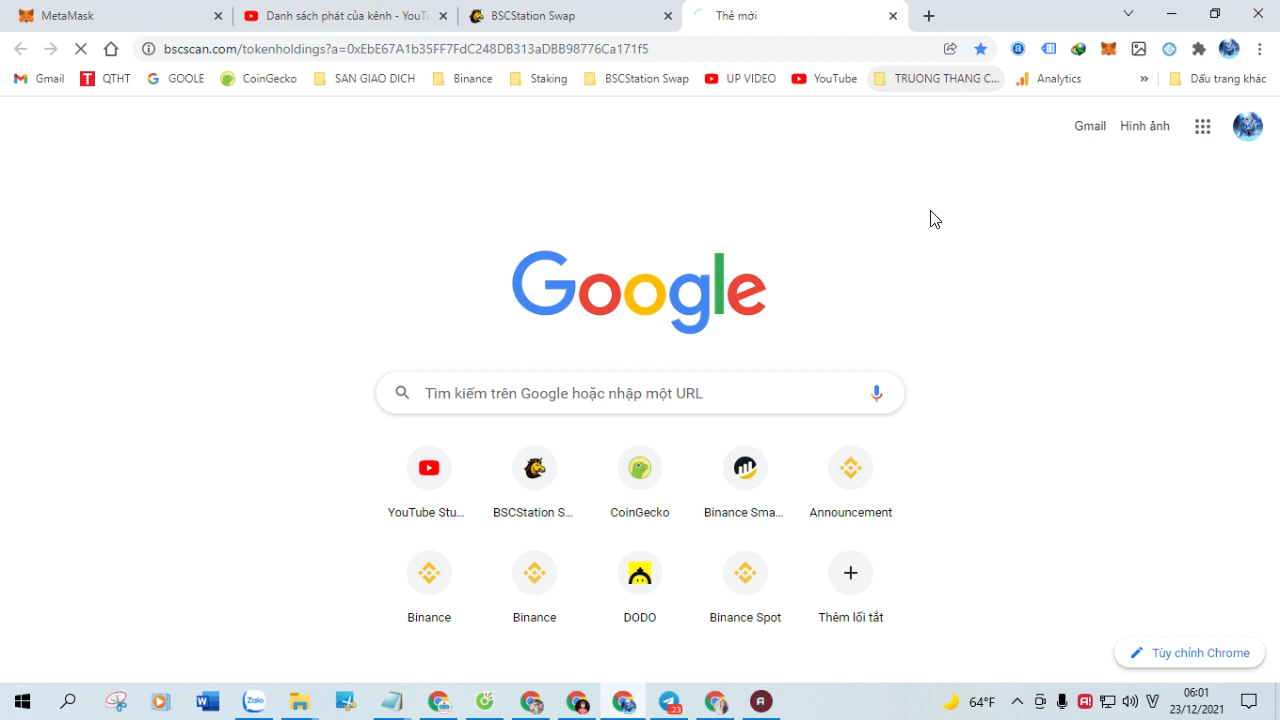 MetaMask
Danh sách phát của kênh - YouTu
BSCStation Swap
Thẻ mới
bscscan.com/tokenholdings?a=0xEbE67A1b35FF7FdC248DB313aDBB98776Ca171f5
Gmail
QTHT
GOOLE
CoinGecko
SAN GIAO DICH
Binance
Staking
BSCStation Swap
UP VIDEO
YouTube
TRUONG THANG C...
Analytics
»
Dấu trang khác
Gmail
Hình ảnh
Google
Tìm kiếm trên Google hoặc nhập một URL
YouTube Stu...
BSCStation S...
CoinGecko
Binance Sma...
Announcement
Binance
Binance
DODO
Binance Spot
Thêm lối tắt
Tùy chỉnh Chrome
Zalo
23
64°F
06:01
23/12/2021